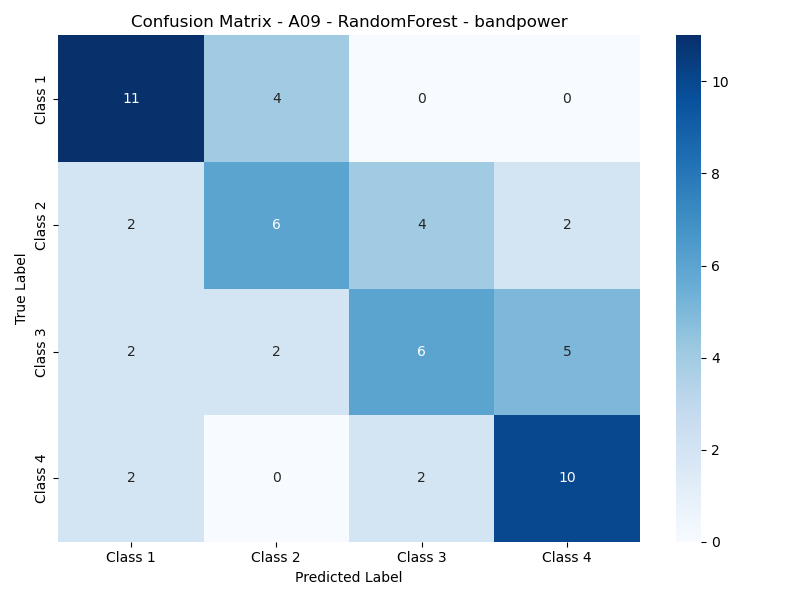 Confusion Matrix - A09 - RandomForest - bandpower
True Label
Class 1
11 4 0 0
Class 2
2 6 4 2
Class 3
2 2 6 5
Class 4
2 0 2 10
Class 1 Class 2 Class 3 Class 4
Predicted Label
10
8
6
4
2
0